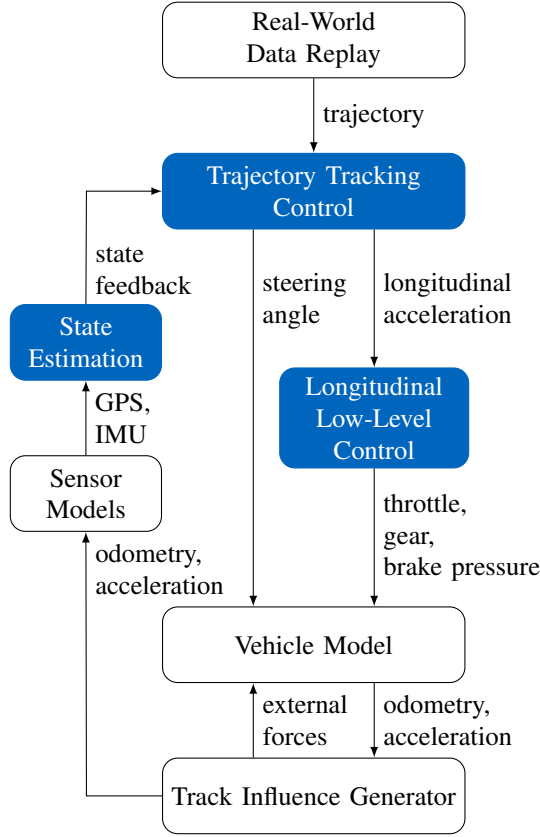 Real-World
Data Replay
trajectory
Trajectory Tracking
Control
state
feedback
steering
angle
longitudinal
acceleration
State
Estimation
Longitudinal
Low-Level
Control
GPS,
IMU
Sensor
Models
throttle,
gear,
brake pressure
odometry,
acceleration
Vehicle Model
external
forces
odometry,
acceleration
Track Influence Generator